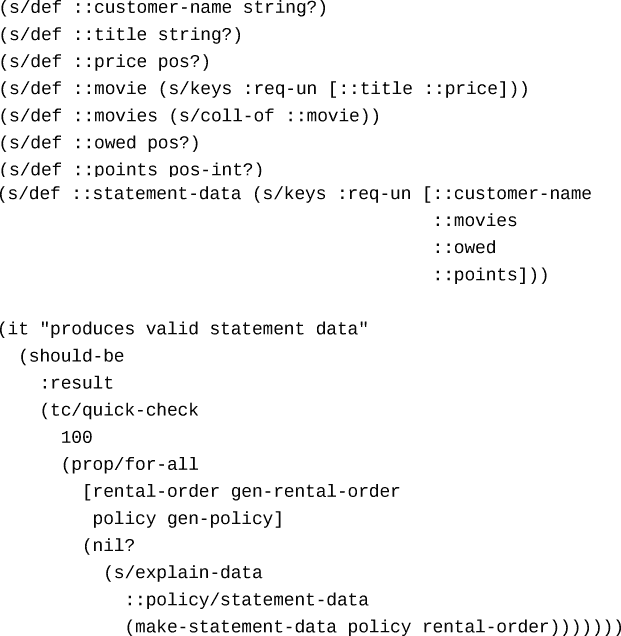 (s/def ::customer-name string?)
(s/def ::title string?)
(s/def ::price pos?)
(s/def ::movie (s/keys :req-un [::title ::price]))
(s/def ::movies (s/coll-of ::movie))
(s/def ::owed pos?)
(s/def ::points pos-int?)
(s/def ::statement-data (s/keys :req-un [::customer-name
                                         ::movies
                                         ::owed
                                         ::points]))

(it "produces valid statement data"
  (should-be
    :result
    (tc/quick-check
      100
      (prop/for-all
        [rental-order gen-rental-order
         policy gen-policy]
        (nil?
          (s/explain-data
            ::policy/statement-data
            (make-statement-data policy rental-order)))))))